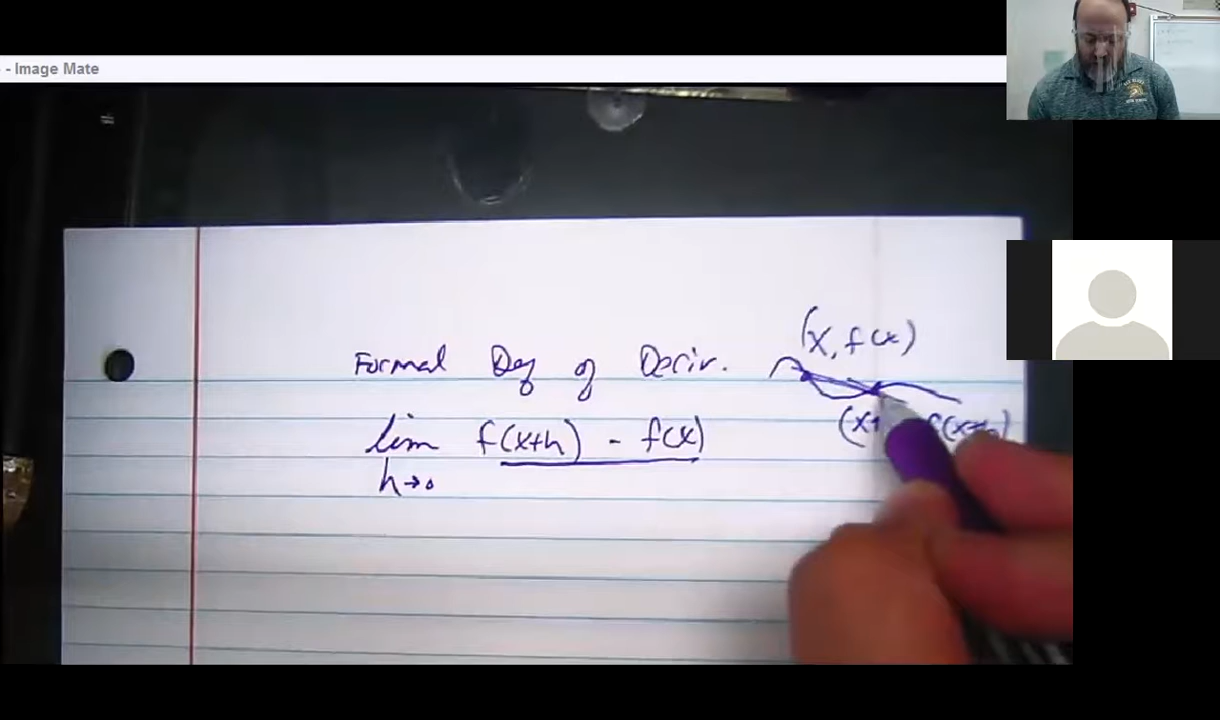 - Image Mate
Formal Def of Deriv. (x, f(x)
lim f(x+h) - f(x)
h→0
(x+ f(x+h)